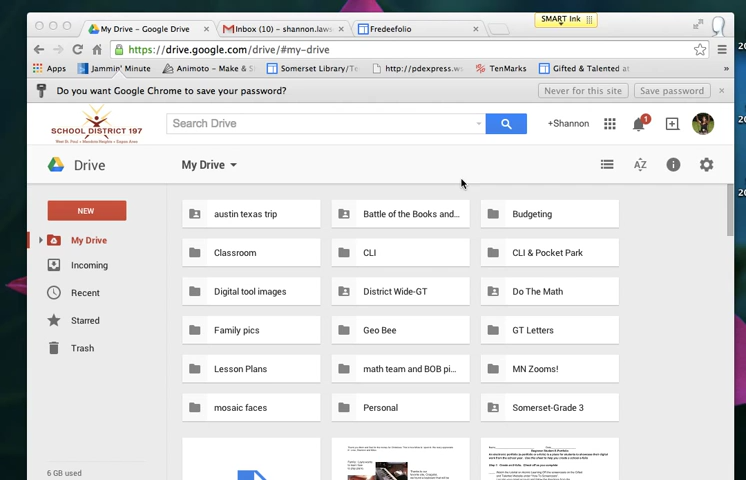 SMART Ink
My Drive – Google Drive
Inbox (10) – shannon.law
Fredeefolio
https://drive.google.com/drive/#my-drive
Apps
Jammin' Minute
Animoto – Make & S
Somerset Library/Te
http://pdexpress.ws
TenMarks
Gifted & Talented at
Do you want Google Chrome to save your password?
Never for this site
Save password
SCHOOL DISTRICT 197
Search Drive
+Shannon
1
Drive
My Drive
AZ
NEW
My Drive
Incoming
Recent
Starred
Trash
6 GB used
austin texas trip
Battle of the Books and...
Budgeting
Classroom
CLI
CLI & Pocket Park
Digital tool images
District Wide-GT
Do The Math
Family pics
Geo Bee
GT Letters
Lesson Plans
math team and BOB pi...
MN Zooms!
mosaic faces
Personal
Somerset-Grade 3